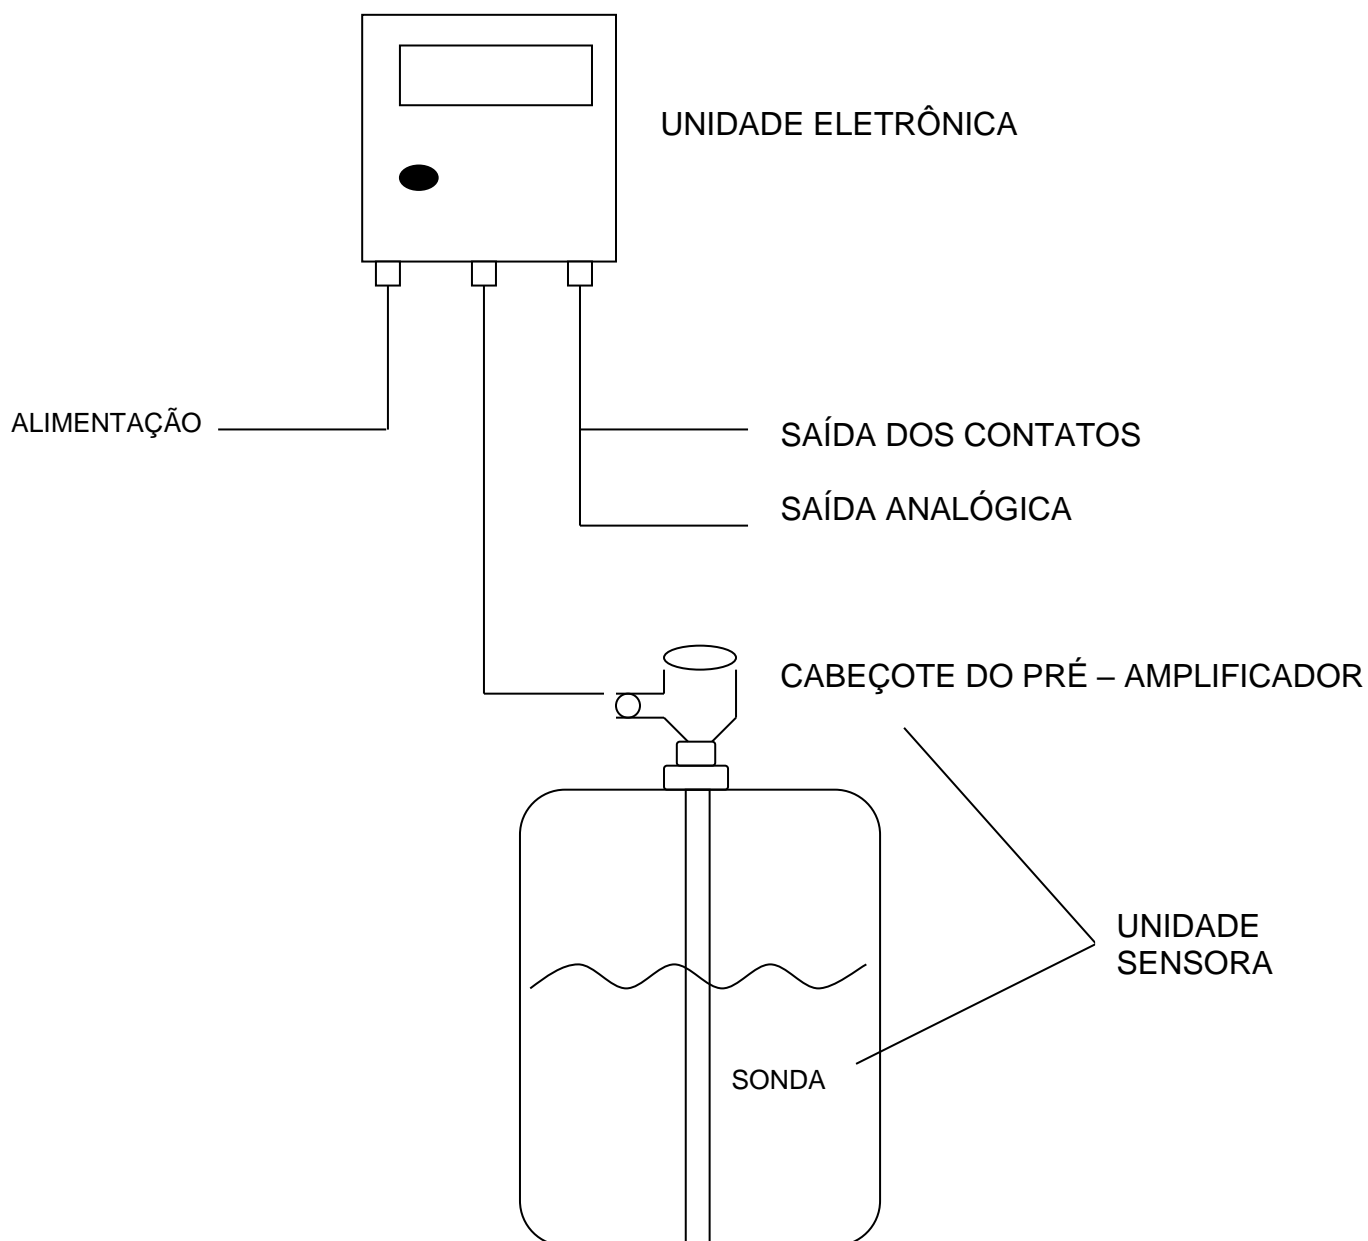 UNIDADE ELETRÔNICA
ALIMENTAÇÃO
SAÍDA DOS CONTATOS
SAÍDA ANALÓGICA
CABEÇOTE DO PRÉ – AMPLIFICADOR
UNIDADE
SENSORA
SONDA